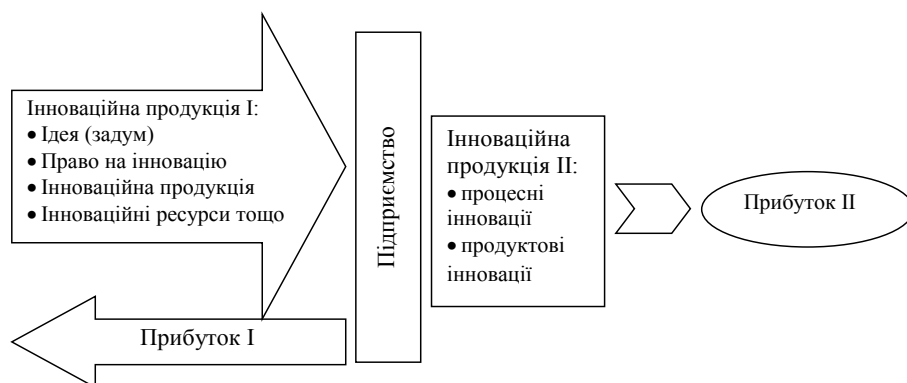 Інноваційна продукція І:
• Ідея (задум)
• Право на інновацію
• Інноваційна продукція
• Інноваційні ресурси тощо
Прибуток І
Підприємство
Інноваційна
продукція ІІ:
• процесні
інновації
• продуктові
інновації
Прибуток ІІ